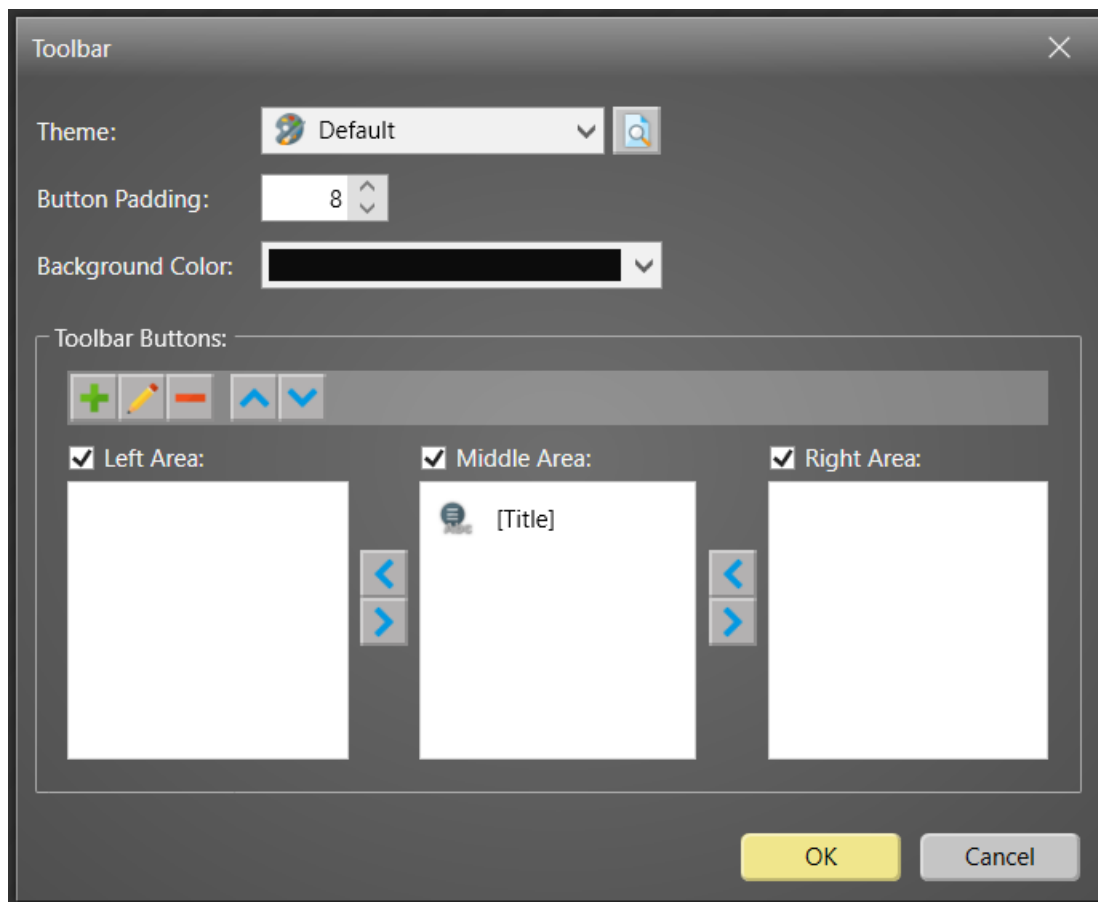 Toolbar
Theme: Default
Button Padding: 8
Background Color:
Toolbar Buttons:
Left Area: Middle Area: Right Area:
Abc [Title]
OK Cancel